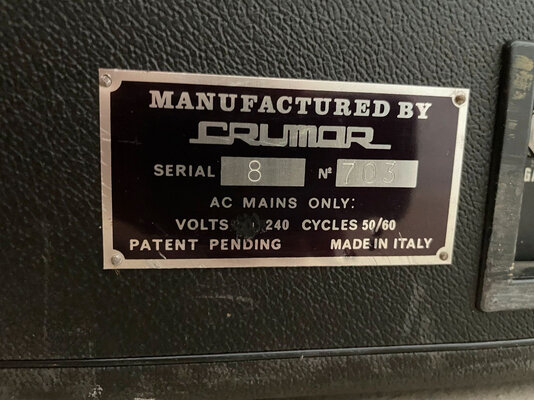 MANUFACTURED BY
CRUMAR
SERIAL 8 Nº 703
AC MAINS ONLY:
VOLTS 240 CYCLES 50/60
PATENT PENDING MADE IN ITALY